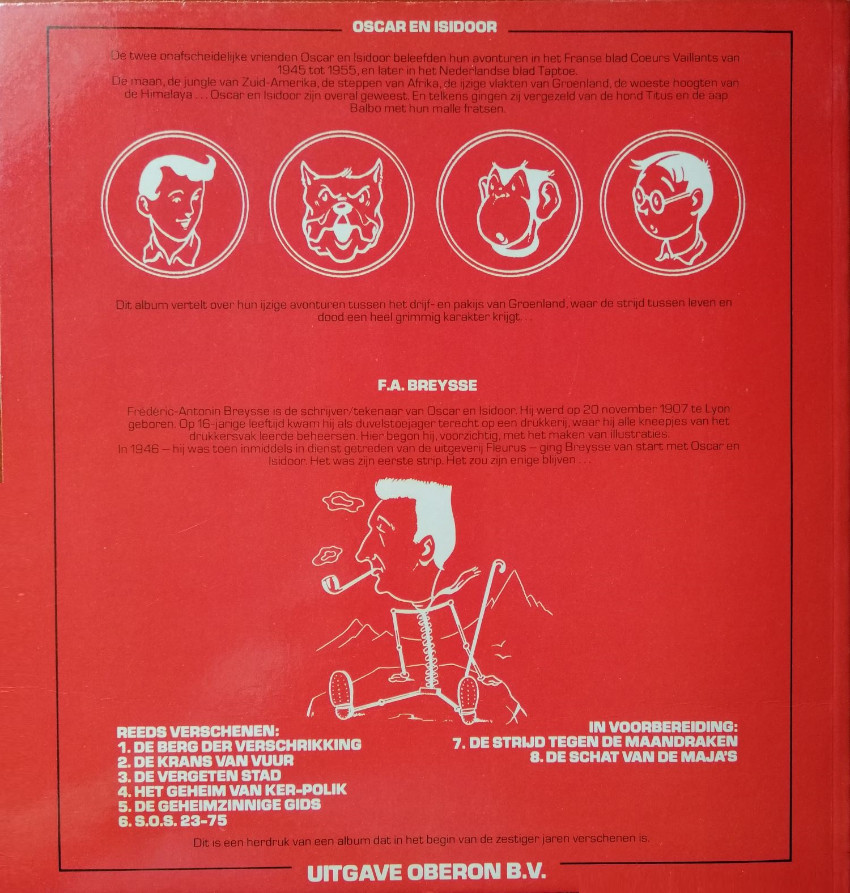 OSCAR EN ISIDOOR
De twee onafscheidelijke vrienden Oscar en Isidoor beleefden hun avonturen in het Franse blad Coeurs Vaillants van
1945 tot 1955, en later in het Nederlandse blad Taptoe.
De maan, de jungle van Zuid-Amerika, de steppen van Afrika, de ijzige vlakten van Groenland, de woeste hoogten van
de Himelaya... Oscar en Isidoor zijn overal geweest. En telkens gingen zij vergezeld van de hond Titus en de aap
Balbo met hun malle fratsen.
Dit album vertelt over hun ijzige avonturen tussen het drijf- en pakijs van Groenland, waar de strijd tussen leven en
dood een heel grimmig karakter krijgt...
F.A. BREYSSE
Fréderic-Antonin Breysse is de schrijver/tekenaar van Oscar en Isidoor. Hij werd op 20 november 1907 te Lyon
geboren. Op 16-jarige leeftijd kwam hij als duvelstoejager terecht op een drukkerij, waar hij alle kneepjes van het
drukkersvak leerde beheersen. Hier begon hij, voorzichtig, met het maken van illustraties.
In 1946 – hij was toen inmiddels in dienst getreden van de uitgeverij Fleurus – ging Breysse van start met Oscar en
Isidoor. Het was zijn eerste strip. Het zou zijn enige blijven...
REEDS VERSCHENEN:
1. DE BERG DER VERSCHRIKKING
2. DE KRANS VAN VUUR
3. DE VERGETEN STAD
4. HET GEHEIM VAN KER-POLIK
5. DE GEHEIMZINNIGE GIDS
6. S.O.S. 23-75
IN VOORBEREIDING:
7. DE STRIJD TEGEN DE MAANDRAKEN
8. DE SCHAT VAN DE MAJA'S
Dit is een herdruk van een album dat in het begin van de zestiger jaren verschenen is.
UITGAVE OBERON B.V.